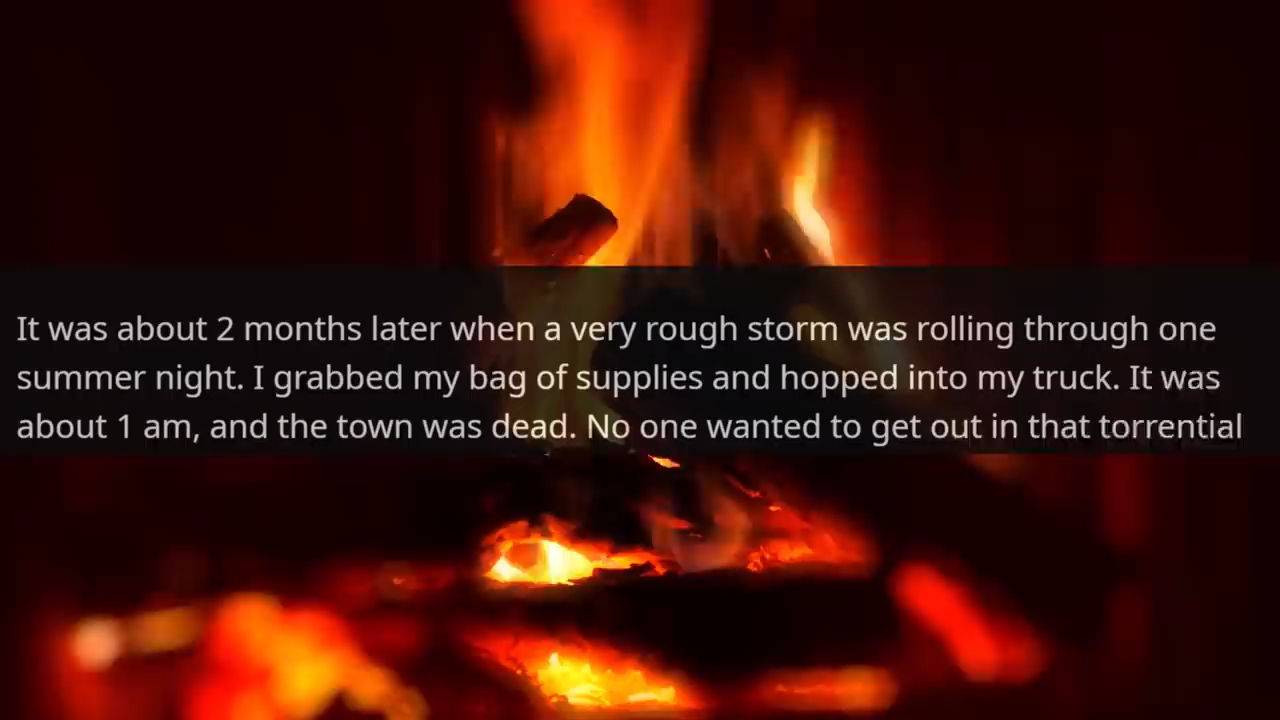 It was about 2 months later when a very rough storm was rolling through one
summer night. I grabbed my bag of supplies and hopped into my truck. It was
about 1 am, and the town was dead. No one wanted to get out in that torrential